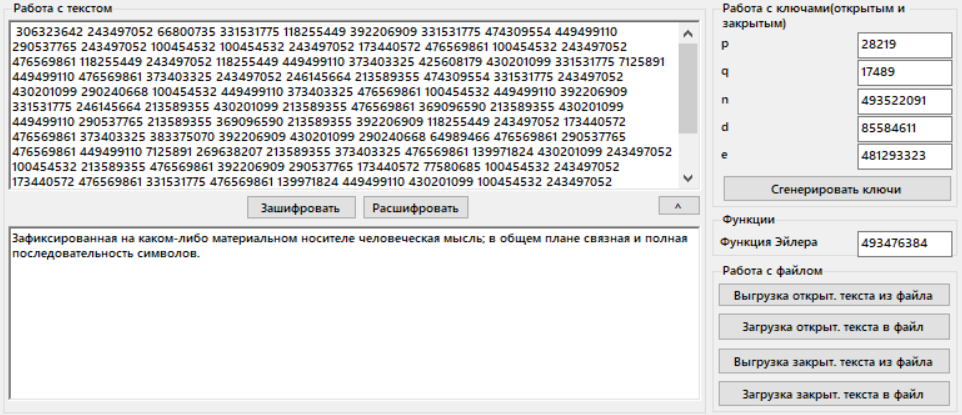 Работа с текстом
306323642 243497052 66800735 331531775 118255449 392206909 331531775 474309554 449499110
290537765 243497052 100454532 100454532 243497052 173440572 476569861 100454532 243497052
476569861 118255449 243497052 118255449 449499110 373403325 425608179 430201099 331531775 7125891
449499110 476569861 373403325 243497052 246145664 213589355 474309554 331531775 243497052
430201099 290240668 100454532 449499110 373403325 476569861 100454532 449499110 392206909
331531775 246145664 213589355 430201099 213589355 476569861 369096590 213589355 430201099
449499110 290537765 213589355 369096590 213589355 392206909 118255449 243497052 173440572
476569861 373403325 383375070 392206909 430201099 290240668 64989466 476569861 290537765
476569861 449499110 7125891 269638207 213589355 373403325 476569861 139971824 430201099 243497052
100454532 213589355 476569861 392206909 290537765 173440572 77580685 100454532 243497052
173440572 476569861 331531775 476569861 139971824 449499110 430201099 100454532 243497052
Зашифровать
Расшифровать
^
Зафиксированная на каком-либо материальном носителе человеческая мысль; в общем плане связная и полная
последовательность символов.
Работа с ключами(открытым и
закрытым)
p 28219
q 17489
n 493522091
d 85584611
e 481293323
Сгенерировать ключи
Функции
Функция Эйлера 493476384
Работа с файлом
Выгрузка открыт. текста из файла
Загрузка открыт. текста в файл
Выгрузка закрыт. текста из файла
Загрузка закрыт. текста в файл